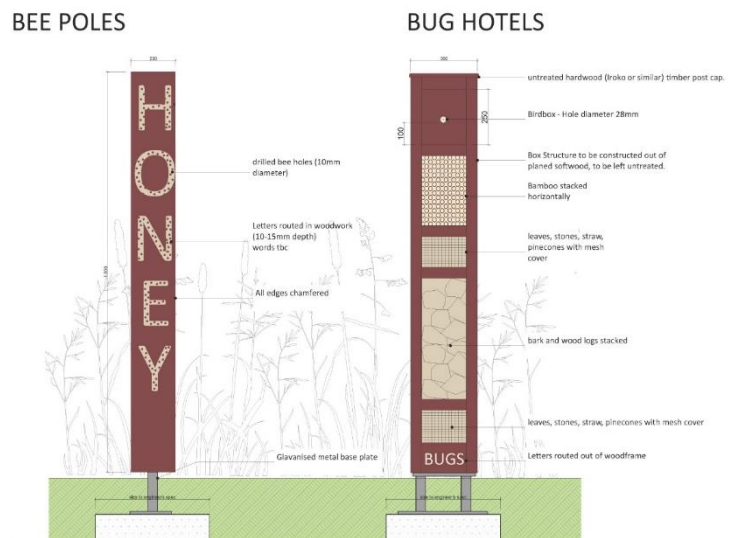 BEE POLES
BUG HOTELS
H
O
N
E
Y
drilled bee holes (10mm
diameter)
Letters routed in woodwork
(10-15mm depth)
words tbc
All edges chamfered
Glavanised metal base plate
untreated hardwood (Iroko or similar) timber post cap.
Birdbox - Hole diameter 28mm
250
100
Box Structure to be constructed out of
planed softwood, to be left untreated.
Bamboo stacked
horizontally
leaves, stones, straw,
pinecones with mesh
cover
bark and wood logs stacked
leaves, stones, straw, pinecones with mesh cover
BUGS
Letters routed out of woodframe